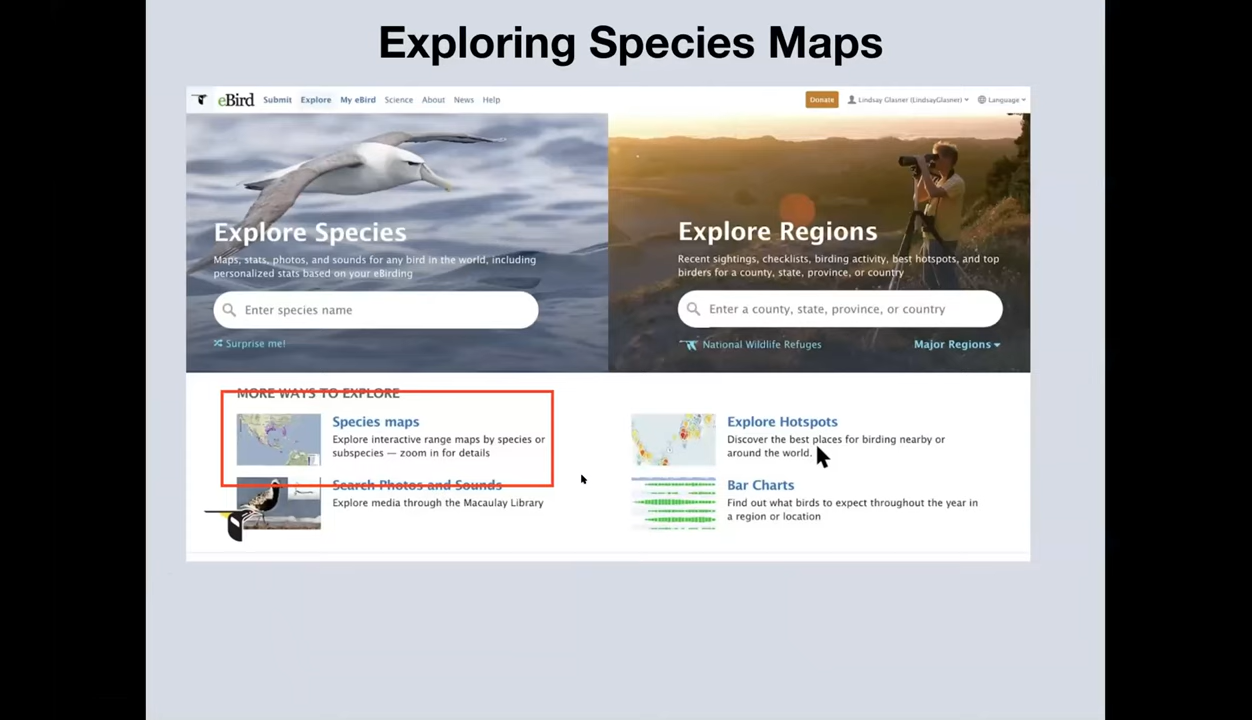 Exploring Species Maps
eBird Submit Explore My eBird Science About News Help Donate Lindsay Glasner (LindsayGlasner) Language
Explore Species
Maps, stats, photos, and sounds for any bird in the world, including
personalized stats based on your eBirding
Enter species name
Surprise me!
Explore Regions
Recent sightings, checklists, birding activity, best hotspots, and top
birders for a county, state, province, or country
Enter a county, state, province, or country
National Wildlife Refuges Major Regions
MORE WAYS TO EXPLORE
Species maps
Explore interactive range maps by species or
subspecies — zoom in for details
Explore Hotspots
Discover the best places for birding nearby or
around the world.
Search Photos and Sounds
Explore media through the Macaulay Library
Bar Charts
Find out what birds to expect throughout the year in
a region or location